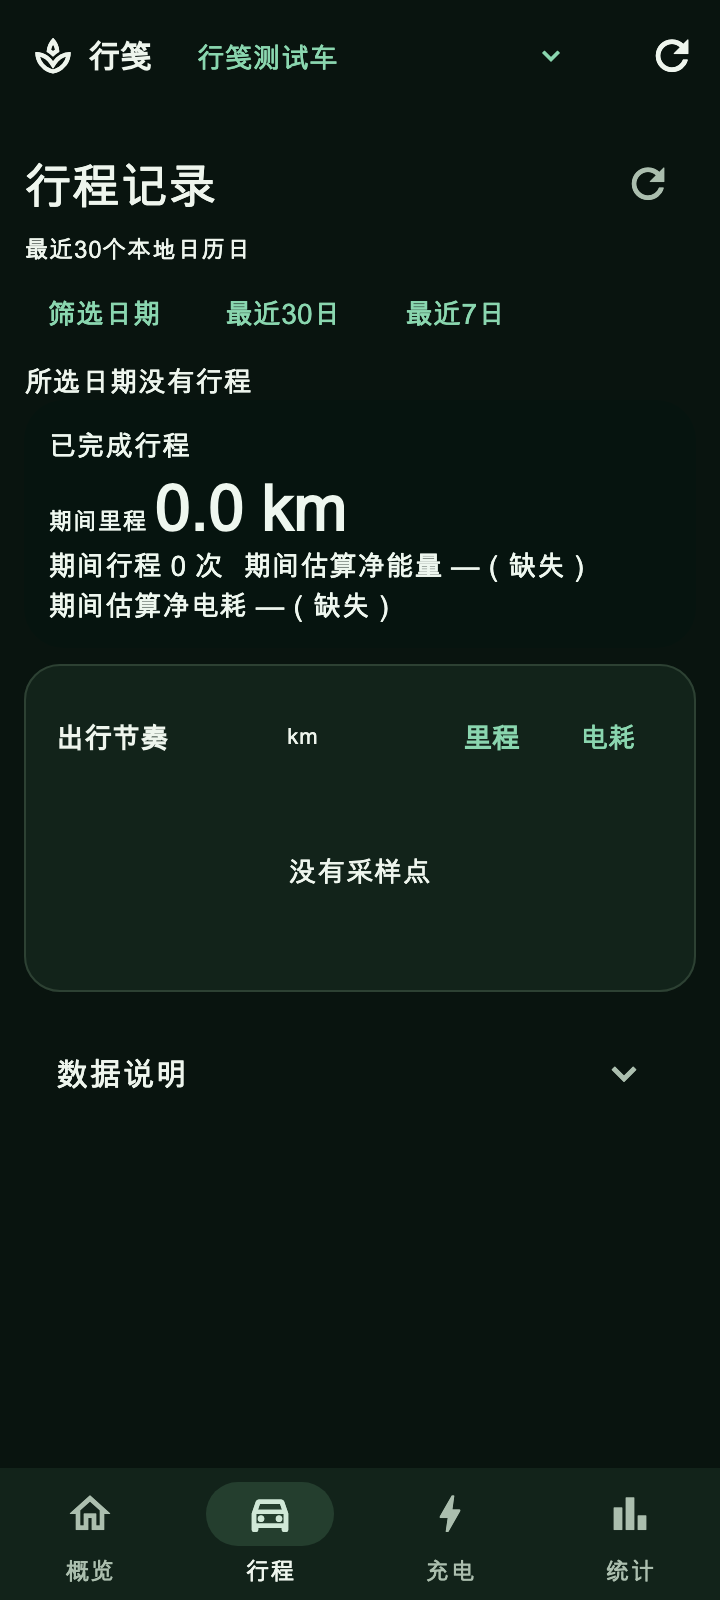 行笺 行笺测试车
行程记录
最近30个本地日历日
筛选日期 最近30日 最近7日
所选日期没有行程
已完成行程
期间里程 0.0 km
期间行程 0 次 期间估算净能量 — ( 缺失 )
期间估算净电耗 — ( 缺失 )
出行节奏 km 里程 电耗
没有采样点
数据说明
概览 行程 充电 统计